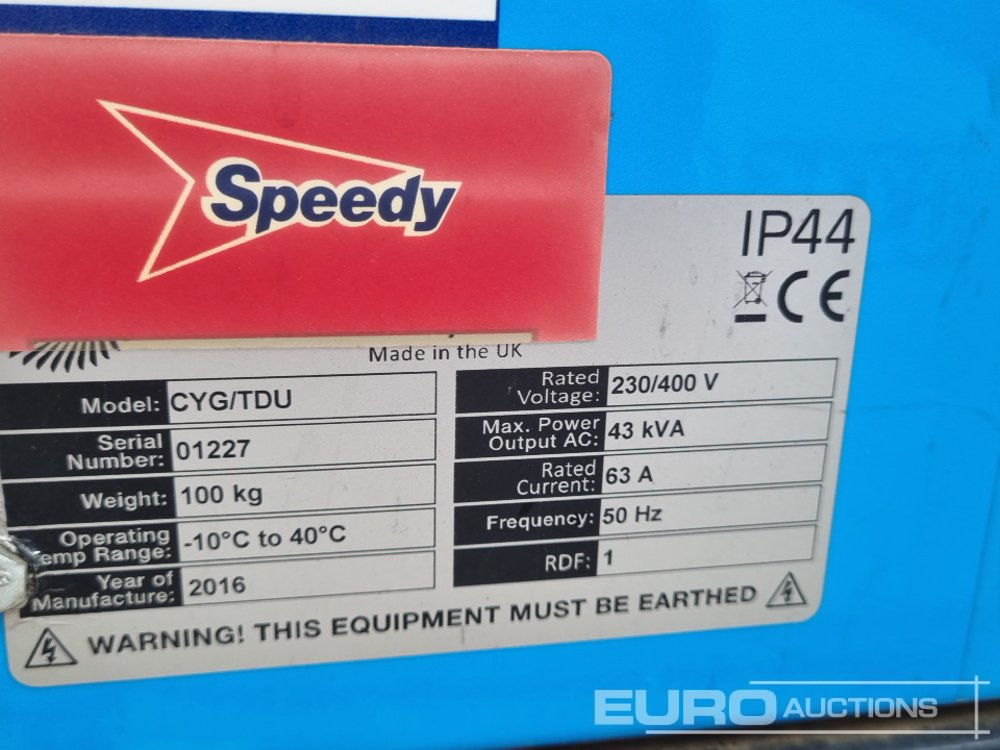 Speedy
IP44
CE
Made in the UK
Model: CYG/TDU
Serial Number: 01227
Weight: 100 kg
Operating Temp Range: -10°C to 40°C
Year of Manufacture: 2016
Rated Voltage: 230/400 V
Max. Power Output AC: 43 kVA
Rated Current: 63 A
Frequency: 50 Hz
RDF: 1
WARNING! THIS EQUIPMENT MUST BE EARTHED
EURO AUCTIONS